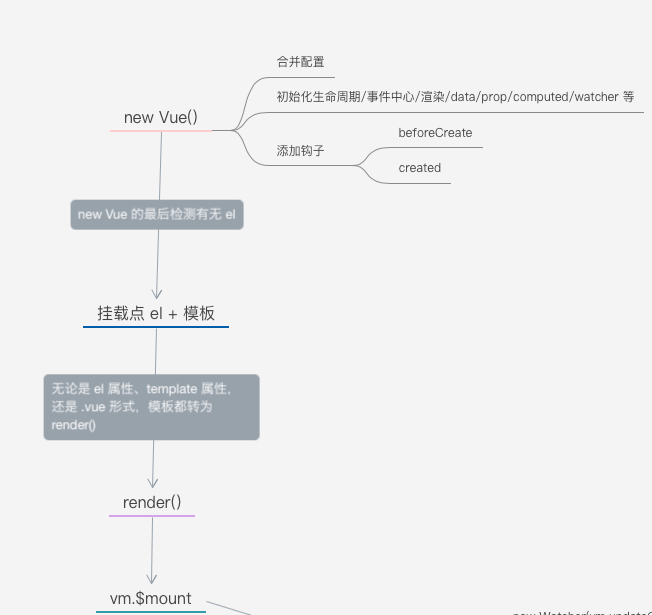 合并配置
初始化生命周期/事件中心/渲染/data/prop/computed/watcher 等
new Vue()
添加钩子
beforeCreate
created
new Vue 的最后检测有无 el
挂载点 el + 模板
无论是 el 属性、template 属性，
还是 .vue 形式，模板都转为
render()
render()
vm.$mount